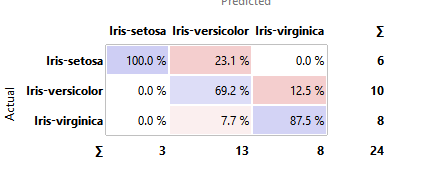 Predicted
Iris-setosa Iris-versicolor Iris-virginica Σ
Iris-setosa 100.0 % 23.1 % 0.0 % 6
Iris-versicolor 0.0 % 69.2 % 12.5 % 10
Iris-virginica 0.0 % 7.7 % 87.5 % 8
Σ 3 13 8 24
Actual